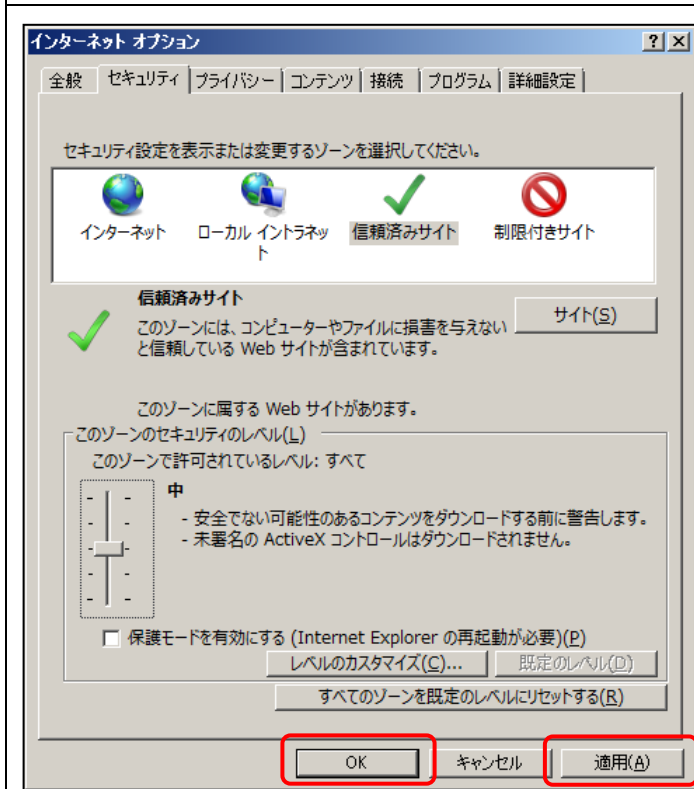 インターネット オプション
全般 セキュリティ プライバシー コンテンツ 接続 プログラム 詳細設定
セキュリティ設定を表示または変更するゾーンを選択してください。
インターネット ローカル イントラネッ 信頼済みサイト 制限付きサイト
ト
信頼済みサイト
サイト(S)
このゾーンには、コンピューターやファイルに損害を与えない
と信頼している Web サイトが含まれています。
このゾーンに属する Web サイトがあります。
このゾーンのセキュリティのレベル(L)
このゾーンで許可されているレベル: すべて
中
- 安全でない可能性のあるコンテンツをダウンロードする前に警告します。
- 未署名の ActiveX コントロールはダウンロードされません。
保護モードを有効にする (Internet Explorer の再起動が必要)(P)
レベルのカスタマイズ(C)... 既定のレベル(D)
すべてのゾーンを既定のレベルにリセットする(R)
OK キャンセル 適用(A)